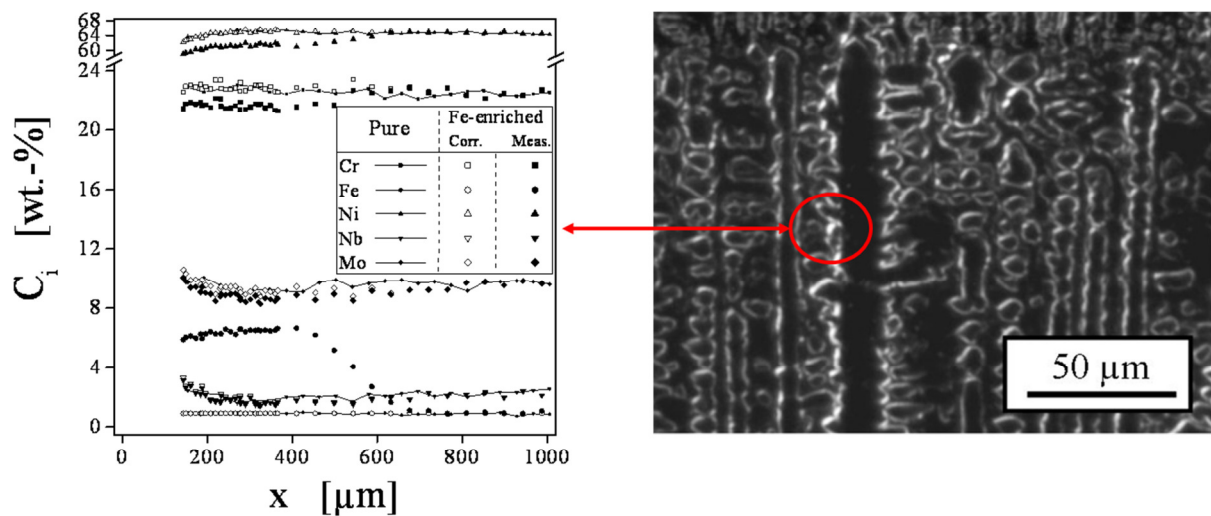 68
64
60
24
20
16
12
8
4
0
C i [wt.-%]
Fe-enriched
Pure
Corr.
Meas.
Cr
Fe
Ni
Nb
Mo
0 200 400 600 800 1000
x [µm]
50 µm